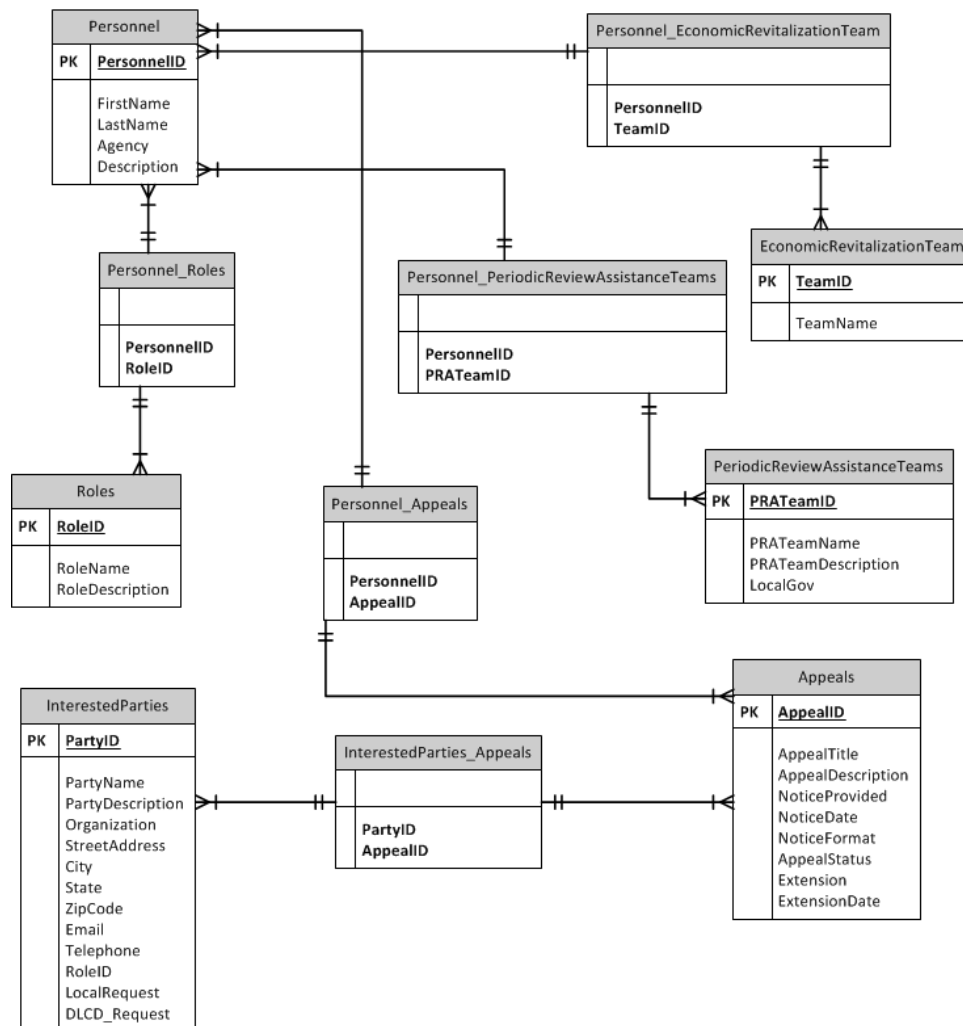 Personnel
PK PersonnelID
FirstName
LastName
Agency
Description
Personnel_EconomicRevitalizationTeam
PersonnelID
TeamID
EconomicRevitalizationTeam
PK TeamID
TeamName
Personnel_Roles
PersonnelID
RoleID
Personnel_PeriodicReviewAssistanceTeams
PersonnelID
PRATeamID
Roles
PK RoleID
RoleName
RoleDescription
Personnel_Appeals
PersonnelID
AppealID
PeriodicReviewAssistanceTeams
PK PRATeamID
PRATeamName
PRATeamDescription
LocalGov
InterestedParties
PK PartyID
PartyName
PartyDescription
Organization
StreetAddress
City
State
ZipCode
Email
Telephone
RoleID
LocalRequest
DLCD_Request
InterestedParties_Appeals
PartyID
AppealID
Appeals
PK AppealID
AppealTitle
AppealDescription
NoticeProvided
NoticeDate
NoticeFormat
AppealStatus
Extension
ExtensionDate